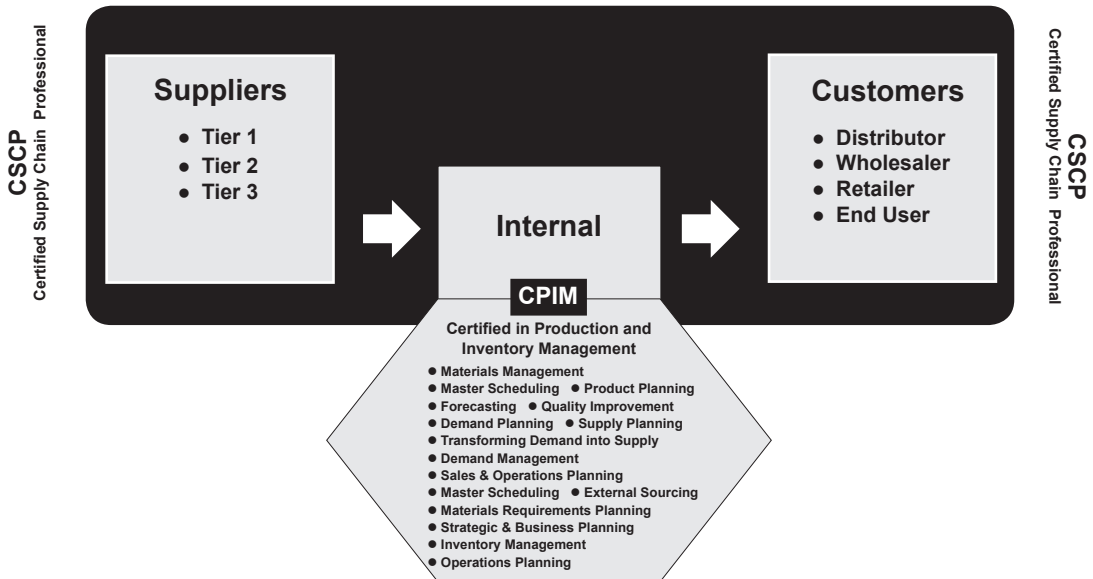 CSCP
Certified Supply Chain Professional
Suppliers
● Tier 1
● Tier 2
● Tier 3
Internal
Customers
● Distributor
● Wholesaler
● Retailer
● End User
CSCP
Certified Supply Chain Professional
CPIM
Certified in Production and
Inventory Management
● Materials Management
● Master Scheduling ● Product Planning
● Forecasting ● Quality Improvement
● Demand Planning ● Supply Planning
● Transforming Demand into Supply
● Demand Management
● Sales & Operations Planning
● Master Scheduling ● External Sourcing
● Materials Requirements Planning
● Strategic & Business Planning
● Inventory Management
● Operations Planning